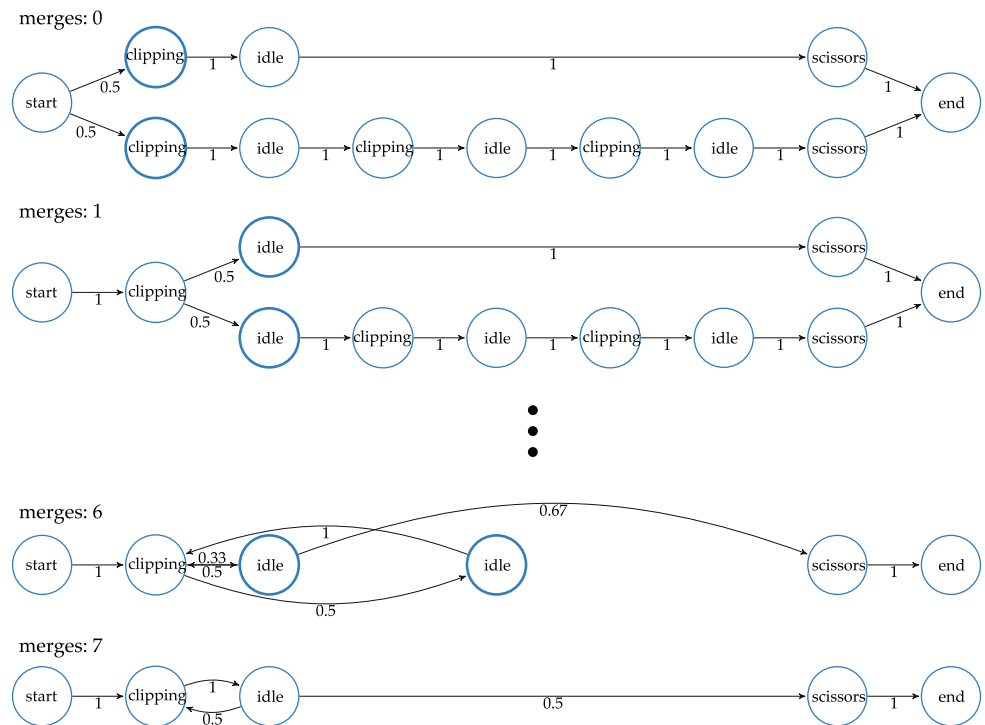 merges: 0
clipping 1 idle 1 scissors
start 0.5 0.5 1 1 end
clipping 1 idle 1 clipping 1 idle 1 clipping 1 idle 1 scissors
merges: 1
idle 1 scissors
start 1 clipping 0.5 0.5 1 1 end
idle 1 clipping 1 idle 1 clipping 1 idle 1 scissors
merges: 6
0.67
1
start 1 clipping 0.33 0.5 idle idle scissors 1 end
0.5
merges: 7
start 1 clipping 1 0.5 idle 0.5 scissors 1 end